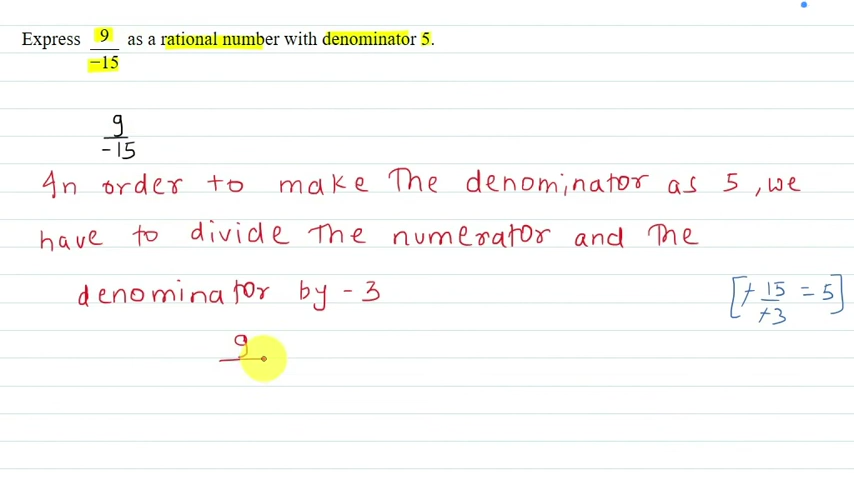 Express 9/−15 as a rational number with denominator 5.
9/-15
In order to make The denominator as 5, we
have to divide The numerator and The
denominator by -3
[-15/-3 = 5]
9